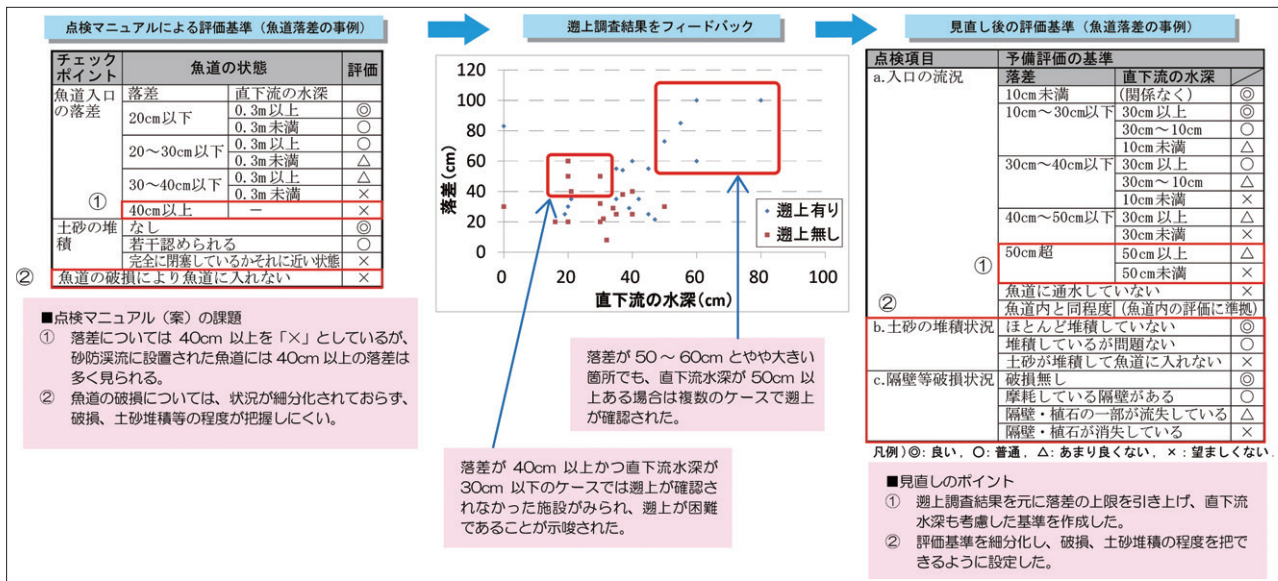 点検マニュアルによる評価基準（魚道落差の事例）
チェックポイント 魚道の状態 評価
魚道入口の落差 落差 直下流の水深
20cm以下 0.3m以上 ◎
0.3m未満 ○
20～30cm以下 0.3m以上 ○
0.3m未満 △
30～40cm以下 0.3m以上 △
0.3m未満 ×
① 40cm以上 － ×
土砂の堆積 なし ◎
若干認められる ○
完全に閉塞しているかそれに近い状態 ×
② 魚道の破損により魚道に入れない ×
■点検マニュアル（案）の課題
① 落差については 40cm 以上を「×」としているが、
砂防渓流に設置された魚道には 40cm 以上の落差は
多く見られる。
② 魚道の破損については、状況が細分化されておらず、
破損、土砂堆積等の程度が把握しにくい。
遡上調査結果をフィードバック
120
100
80
60
40
20
0
落差(cm)
0 20 40 60 80 100
直下流の水深(cm)
遡上有り
遡上無し
落差が 50 ～ 60cm とやや大きい
箇所でも、直下流水深が 50cm 以
上ある場合は複数のケースで遡上
が確認された。
落差が 40cm 以上かつ直下流水深が
30cm 以下のケースでは遡上が確認さ
れなかった施設がみられ、遡上が困難
であることが示唆された。
見直し後の評価基準（魚道落差の事例）
点検項目 予備評価の基準
a.入口の流況 落差 直下流の水深
10cm未満 (関係なく) ◎
10cm～30cm以下 30cm以上 ◎
30cm～10cm ○
10cm未満 △
30cm～40cm以下 30cm以上 ○
30cm～10cm △
10cm未満 ×
40cm～50cm以下 30cm以上 △
30cm未満 ×
① 50cm超 50cm以上 △
50cm未満 ×
魚道に通水していない ×
魚道内と同程度 (魚道内の評価に準拠)
②
b.土砂の堆積状況 ほとんど堆積していない ◎
堆積しているが問題ない ○
土砂が堆積して魚道に入れない ×
c.隔壁等破損状況 破損無し ◎
摩耗している隔壁がある ○
隔壁・植石の一部が流失している △
隔壁・植石が消失している ×
凡例）◎：良い，○：普通，△：あまり良くない，×：望ましくない．
■見直しのポイント
① 遡上調査結果を元に落差の上限を引き上げ、直下流
水深も考慮した基準を作成した。
② 評価基準を細分化し、破損、土砂堆積の程度を把で
きるように設定した。